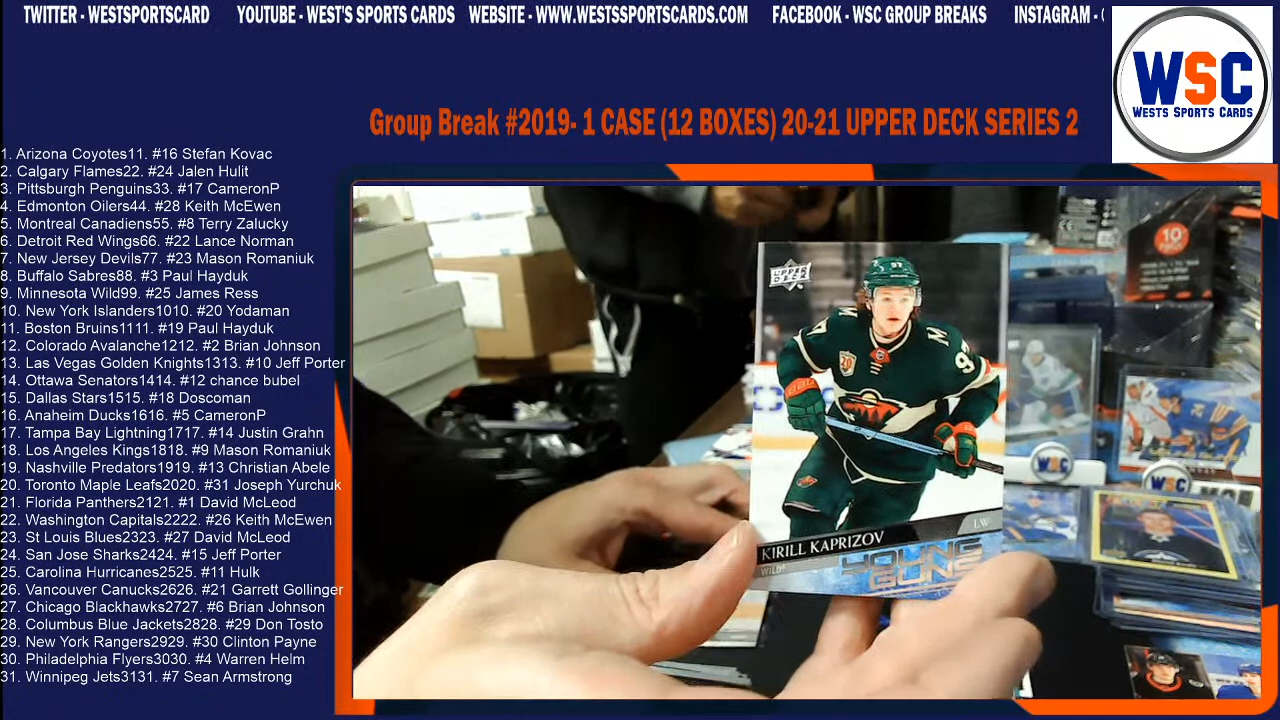 TWITTER - WESTSPORTSCARD YOUTUBE - WEST'S SPORTS CARDS WEBSITE - WWW.WESTSSPORTSCARDS.COM FACEBOOK - WSC GROUP BREAKS INSTAGRAM -
WSC
WESTS SPORTS CARDS
Group Break #2019- 1 CASE (12 BOXES) 20-21 UPPER DECK SERIES 2
1. Arizona Coyotes11. #16 Stefan Kovac
2. Calgary Flames22. #24 Jalen Hulit
3. Pittsburgh Penguins33. #17 CameronP
4. Edmonton Oilers44. #28 Keith McEwen
5. Montreal Canadiens55. #8 Terry Zalucky
6. Detroit Red Wings66. #22 Lance Norman
7. New Jersey Devils77. #23 Mason Romaniuk
8. Buffalo Sabres88. #3 Paul Hayduk
9. Minnesota Wild99. #25 James Ress
10. New York Islanders1010. #20 Yodaman
11. Boston Bruins1111. #19 Paul Hayduk
12. Colorado Avalanche1212. #2 Brian Johnson
13. Las Vegas Golden Knights1313. #10 Jeff Porter
14. Ottawa Senators1414. #12 chance bubel
15. Dallas Stars1515. #18 Doscoman
16. Anaheim Ducks1616. #5 CameronP
17. Tampa Bay Lightning1717. #14 Justin Grahn
18. Los Angeles Kings1818. #9 Mason Romaniuk
19. Nashville Predators1919. #13 Christian Abele
20. Toronto Maple Leafs2020. #31 Joseph Yurchuk
21. Florida Panthers2121. #1 David McLeod
22. Washington Capitals2222. #26 Keith McEwen
23. St Louis Blues2323. #27 David McLeod
24. San Jose Sharks2424. #15 Jeff Porter
25. Carolina Hurricanes2525. #11 Hulk
26. Vancouver Canucks2626. #21 Garrett Gollinger
27. Chicago Blackhawks2727. #6 Brian Johnson
28. Columbus Blue Jackets2828. #29 Don Tosto
29. New York Rangers2929. #30 Clinton Payne
30. Philadelphia Flyers3030. #4 Warren Helm
31. Winnipeg Jets3131. #7 Sean Armstrong
UPPER DECK
97
M
97
20
KIRILL KAPRIZOV
LW
WILD
YOUNG
GUNS
10
WSC
WSC